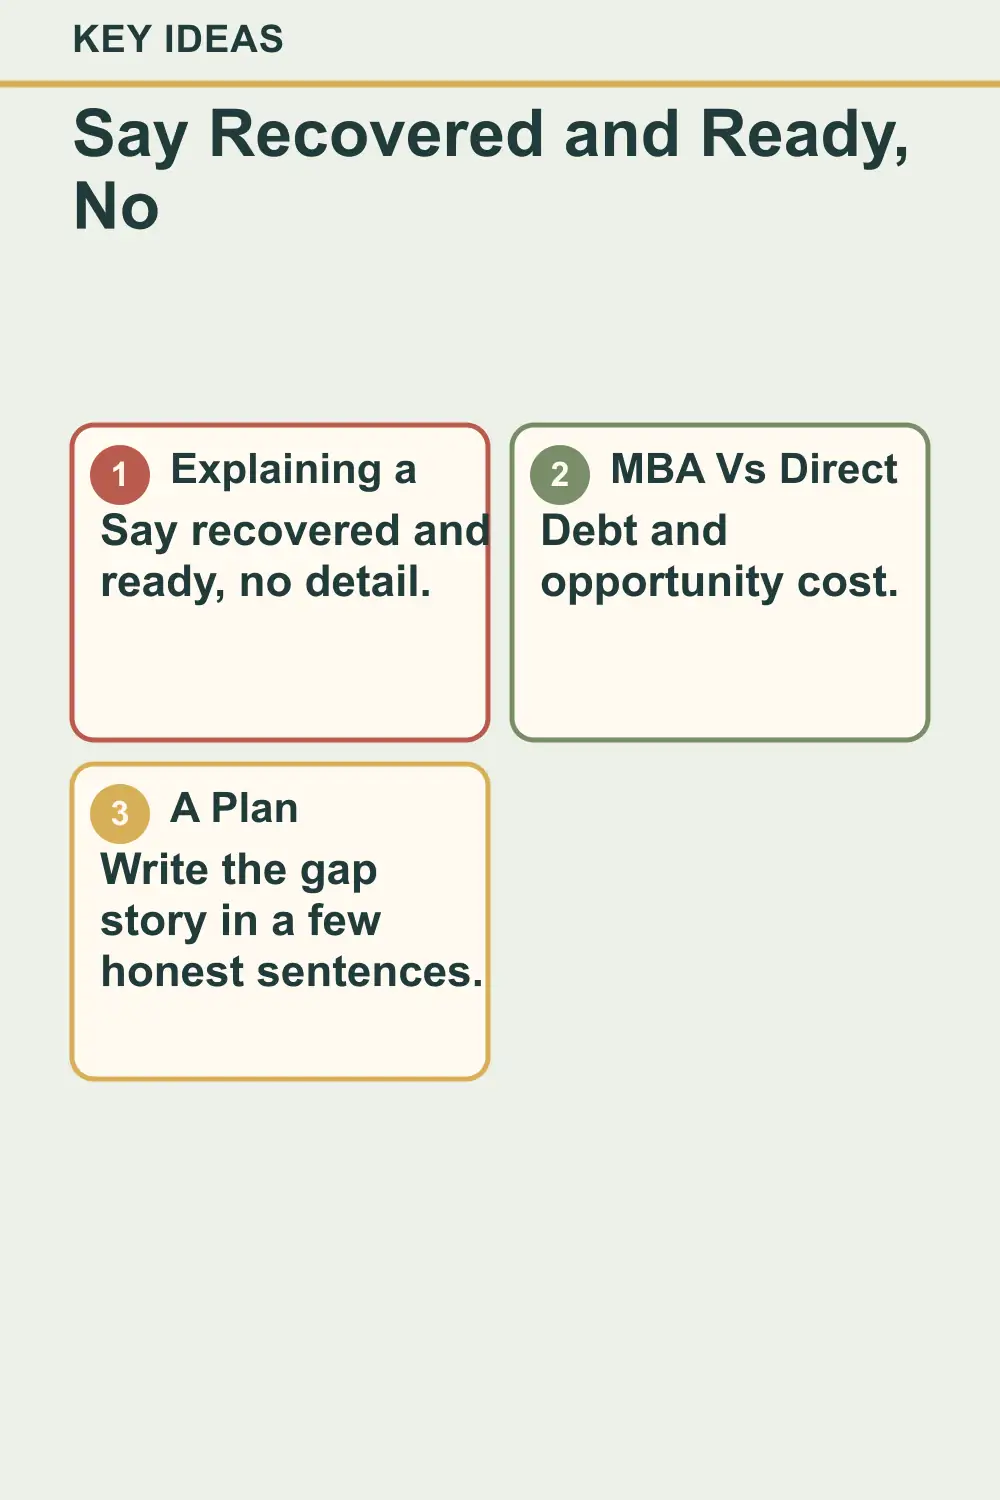 KEY IDEAS
Say Recovered and Ready,
No
1
Explaining a
Say recovered and
ready, no detail.
2
MBA Vs Direct
Debt and
opportunity cost.
3
A Plan
Write the gap
story in a few
honest sentences.